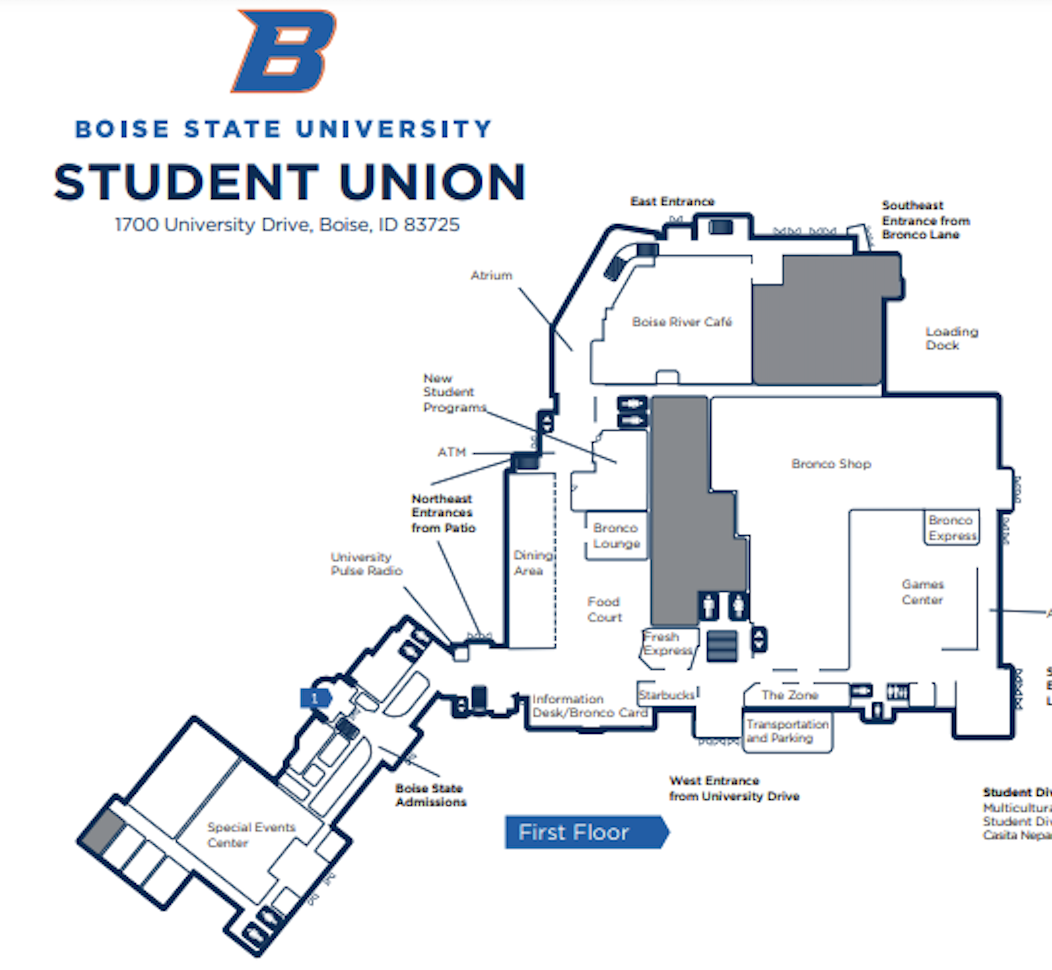 B
BOISE STATE UNIVERSITY
STUDENT UNION
1700 University Drive, Boise, ID 83725
East Entrance
Southeast
Entrance from
Bronco Lane
Atrium
Boise River Café
Loading
Dock
New
Student
Programs
ATM
Bronco Shop
Northeast
Entrances
from Patio
Bronco
Lounge
Bronco
Express
University
Pulse Radio
Dining
Area
Games
Center
Food
Court
Fresh
Express
1
Information
Desk/Bronco Card
Starbucks
The Zone
Transportation
and Parking
Boise State
Admissions
West Entrance
from University Drive
First Floor
Special Events
Center
Student Div
Multicultura
Student Div
Casita Nepa